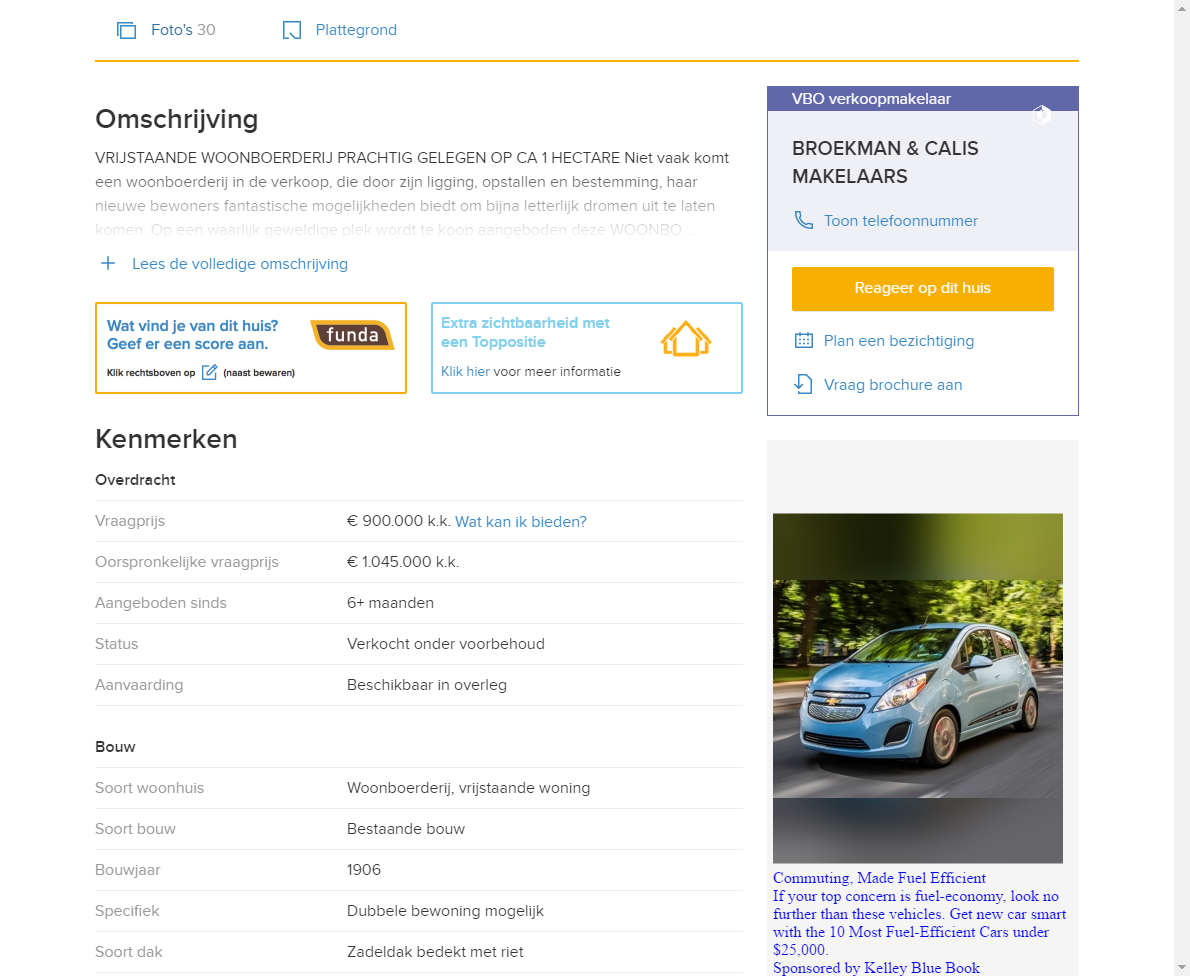 Foto's 30
Plattegrond
Omschrijving
VRIJSTAANDE WOONBOERDERIJ PRACHTIG GELEGEN OP CA 1 HECTARE Niet vaak komt
een woonboerderij in de verkoop, die door zijn ligging, opstallen en bestemming, haar
nieuwe bewoners fantastische mogelijkheden biedt om bijna letterlijk dromen uit te laten
komen. Op een waarlijk geweldige plek wordt te koop aangeboden deze WOONBO ...
Lees de volledige omschrijving
Wat vind je van dit huis?
Geef er een score aan.
funda
Klik rechtsboven op (naast bewaren)
Extra zichtbaarheid met
een Toppositie
Klik hier voor meer informatie
Kenmerken
Overdracht
Vraagprijs € 900.000 k.k. Wat kan ik bieden?
Oorspronkelijke vraagprijs € 1.045.000 k.k.
Aangeboden sinds 6+ maanden
Status Verkocht onder voorbehoud
Aanvaarding Beschikbaar in overleg
Bouw
Soort woonhuis Woonboerderij, vrijstaande woning
Soort bouw Bestaande bouw
Bouwjaar 1906
Specifiek Dubbele bewoning mogelijk
Soort dak Zadeldak bedekt met riet
VBO verkoopmakelaar
BROEKMAN & CALIS
MAKELAARS
Toon telefoonnummer
Reageer op dit huis
Plan een bezichtiging
Vraag brochure aan
Commuting, Made Fuel Efficient
If your top concern is fuel-economy, look no
further than these vehicles. Get new car smart
with the 10 Most Fuel-Efficient Cars under
$25,000.
Sponsored by Kelley Blue Book